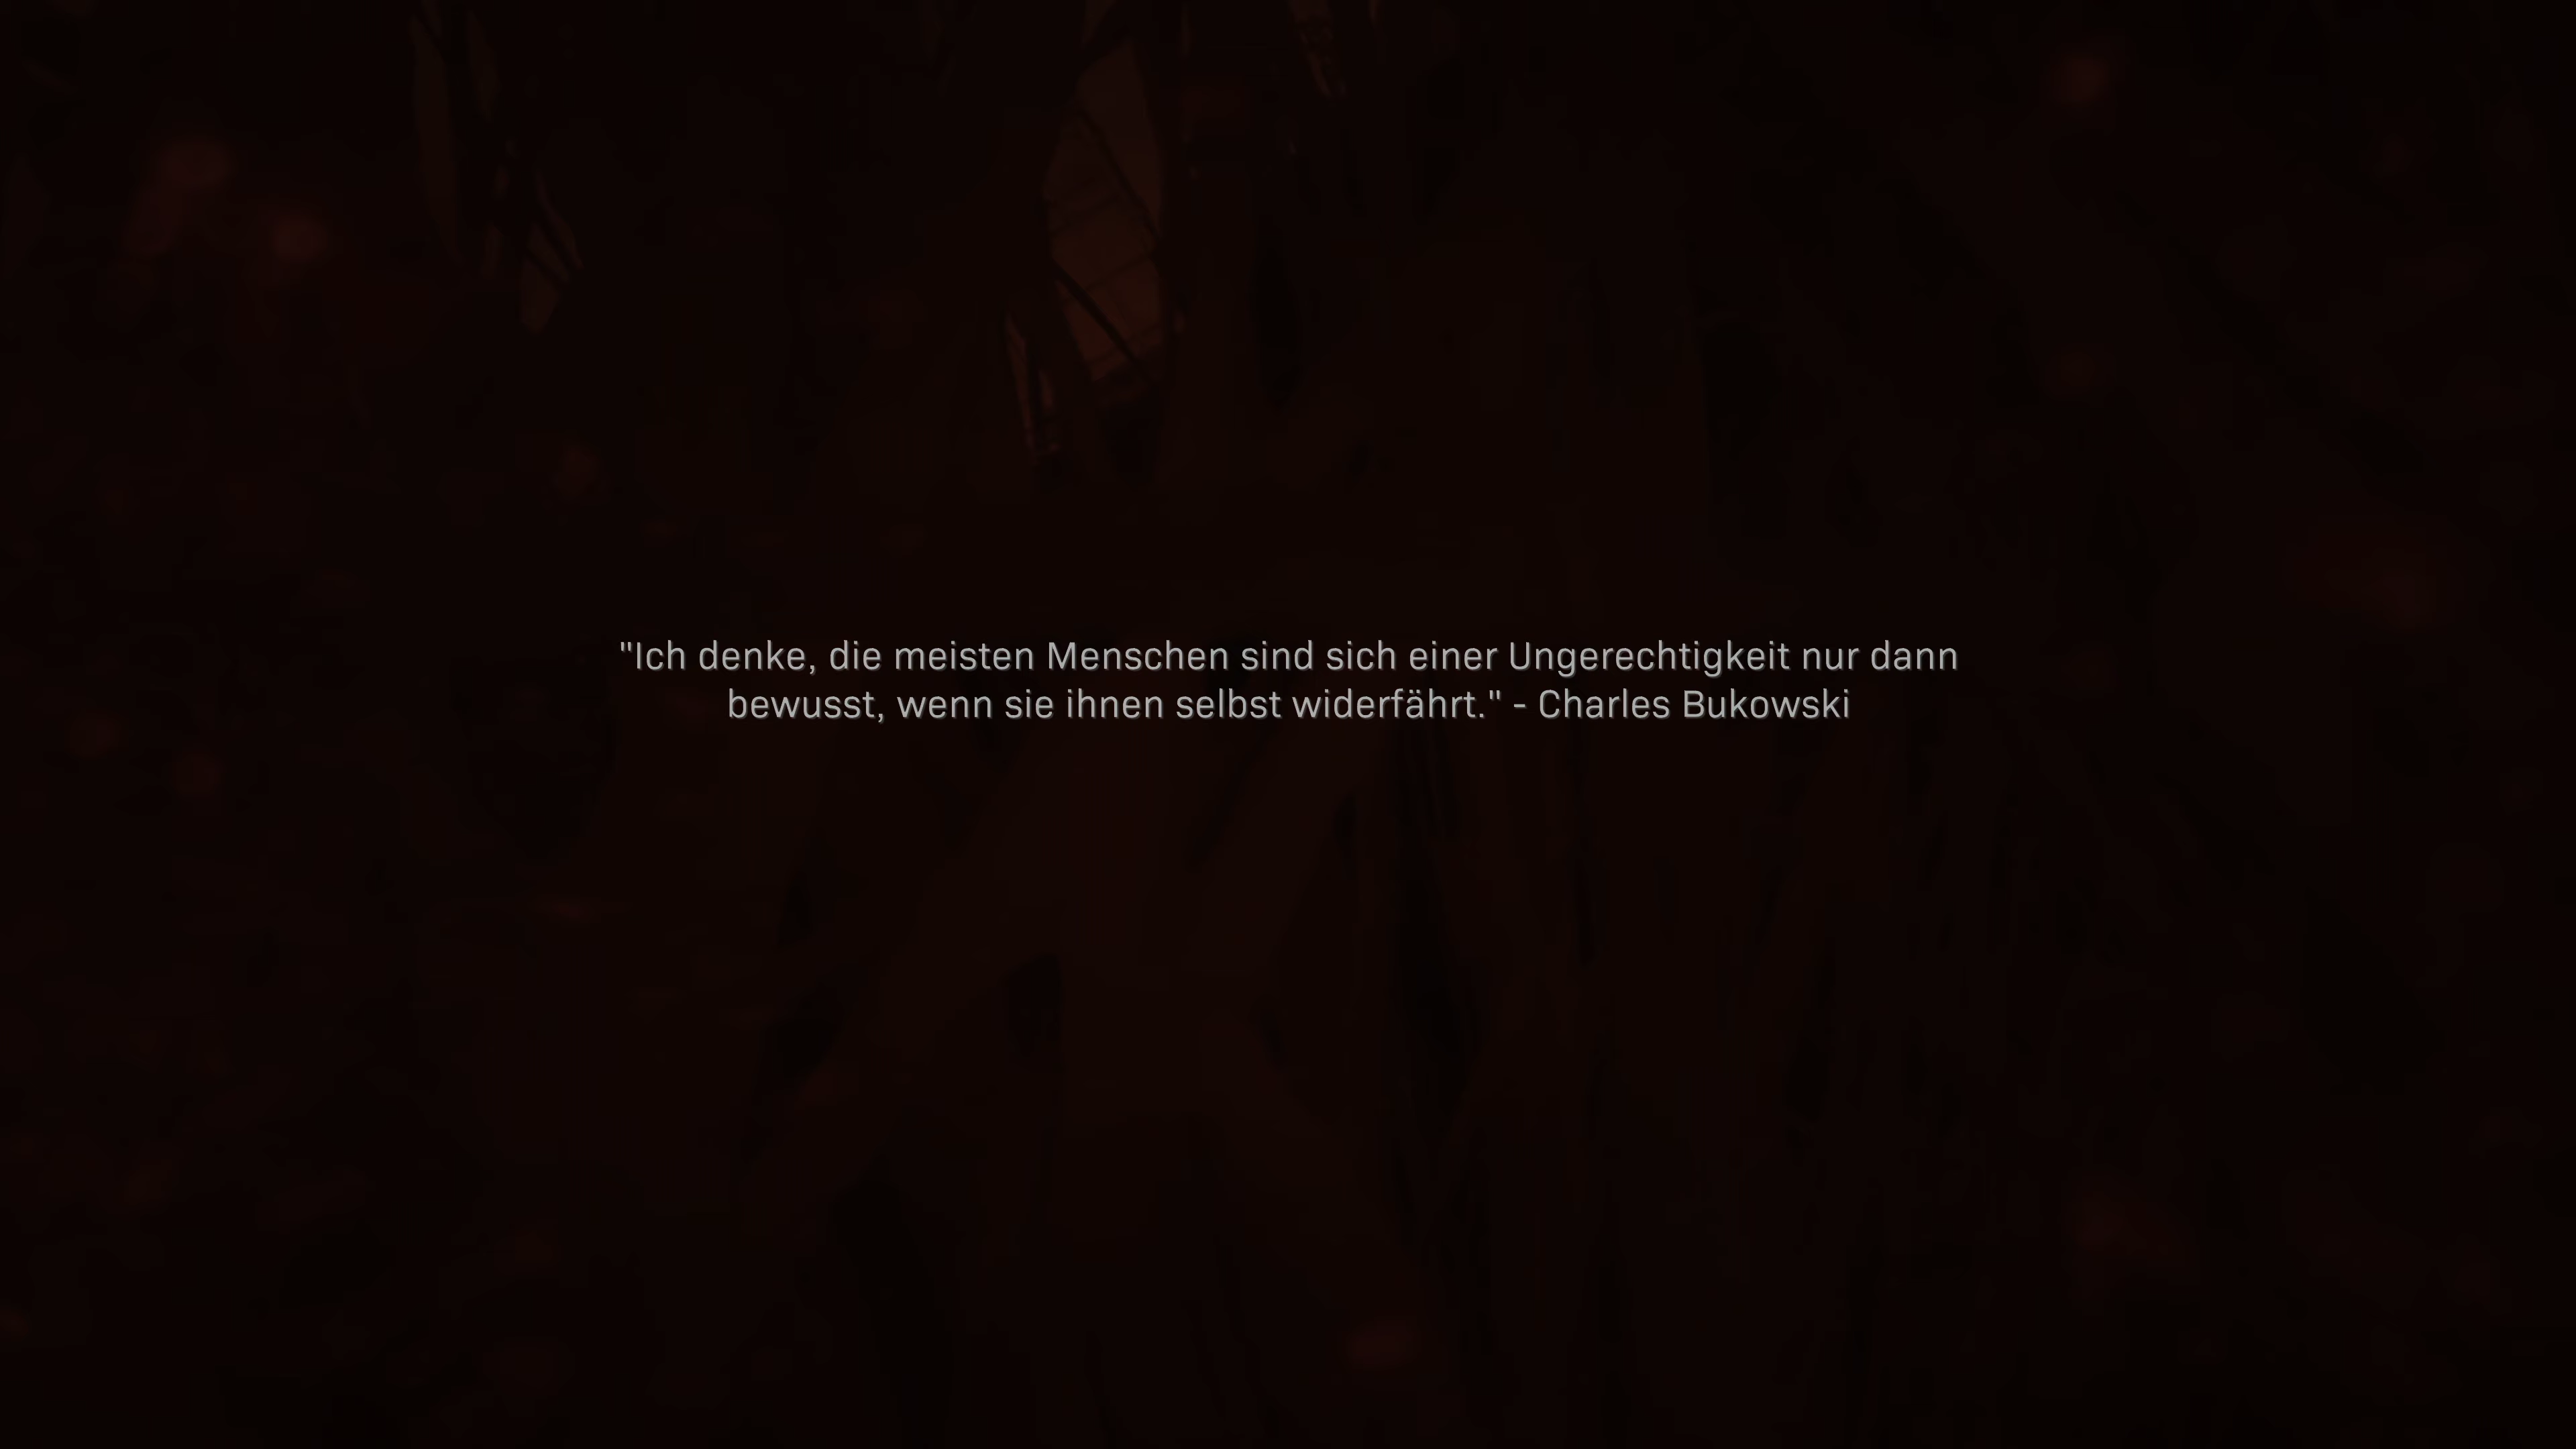 "Ich denke, die meisten Menschen sind sich einer Ungerechtigkeit nur dann
bewusst, wenn sie ihnen selbst widerfährt." - Charles Bukowski